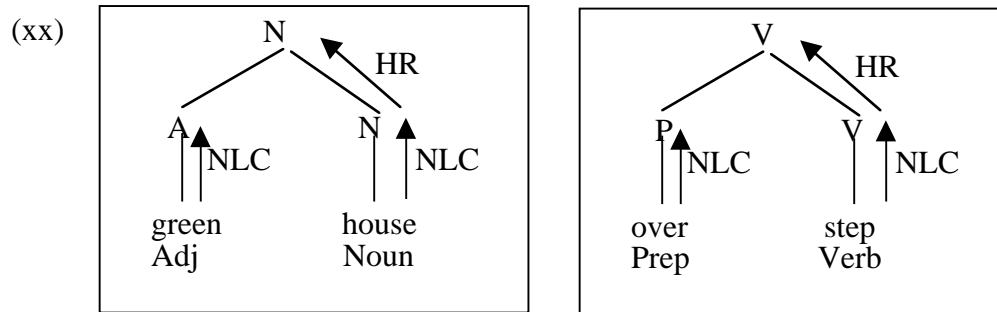 (xx)
N V
HR HR
A N P V
NLC NLC NLC NLC
green house over step
Adj Noun Prep Verb